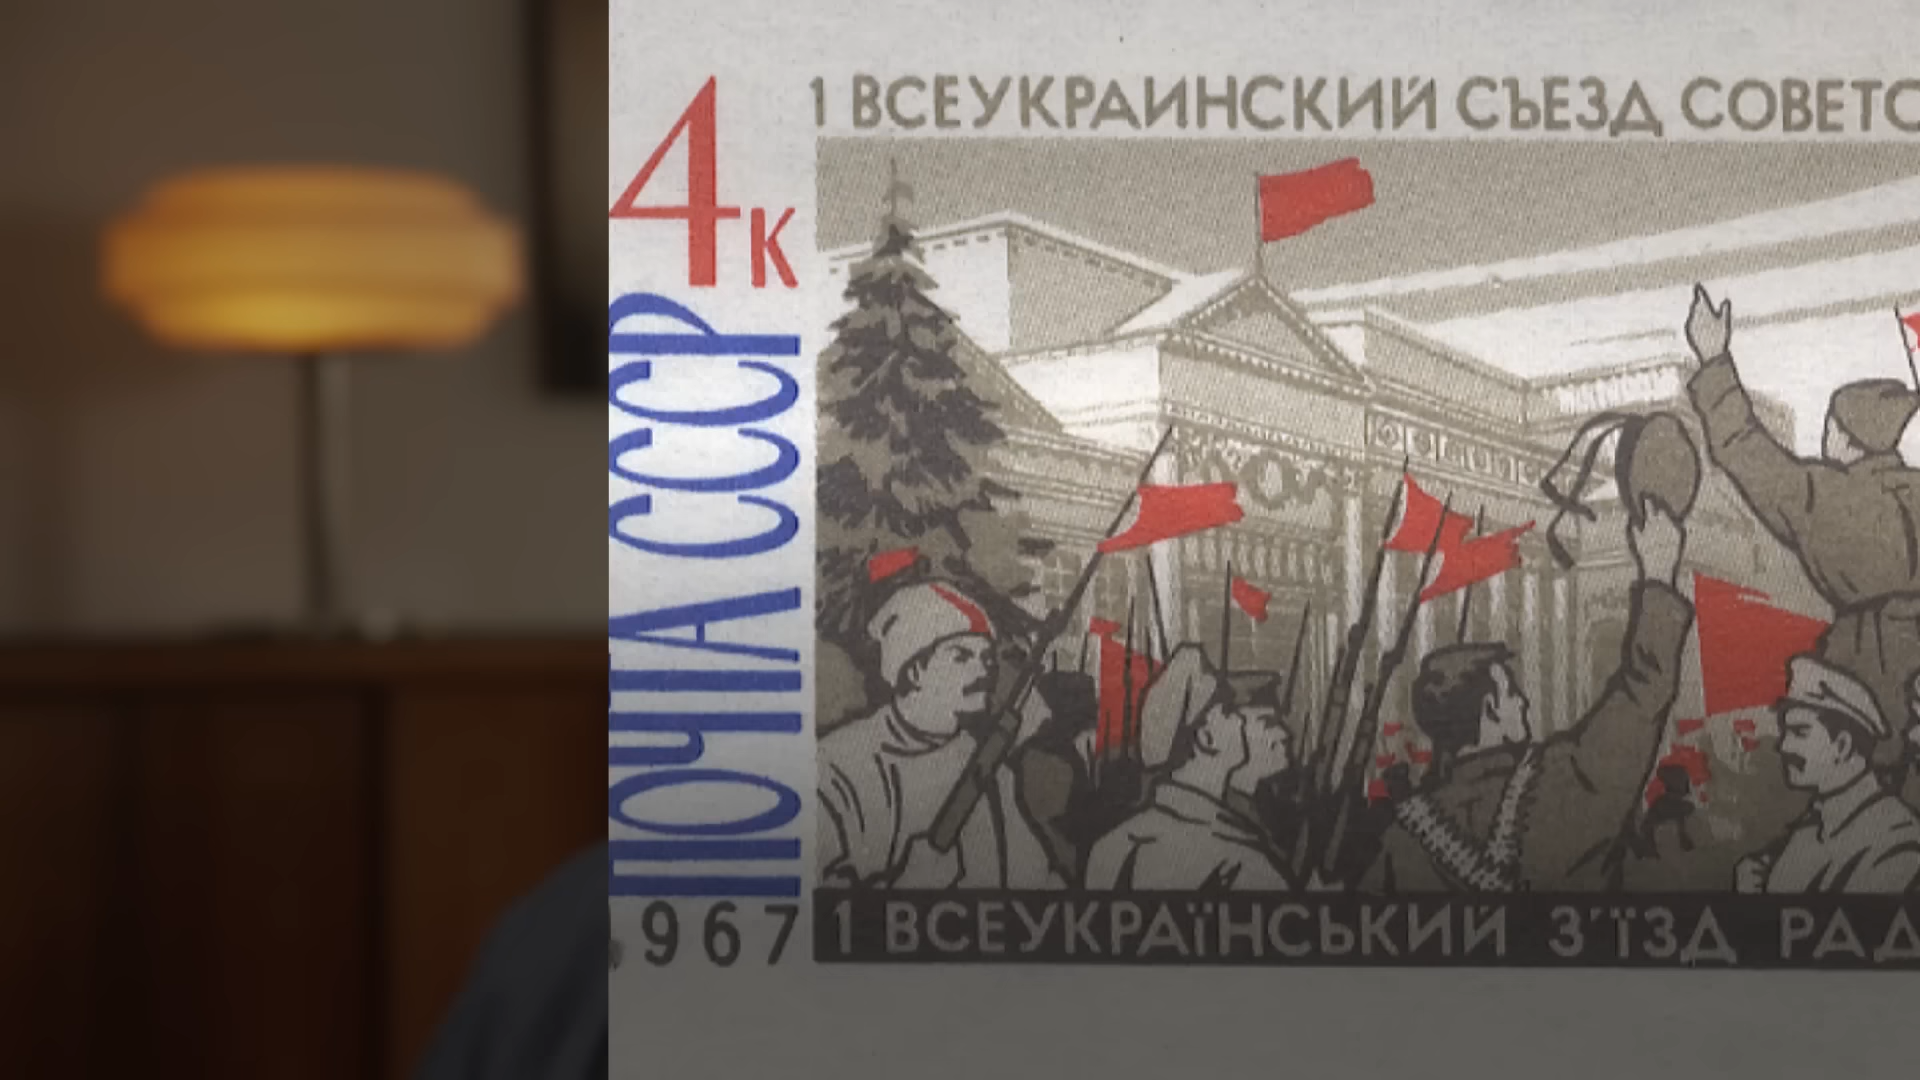 1 ВСЕУКРАИНСКИЙ СЪЕЗД СОВЕТО
4к
ПОЧТА СССР
967
1 ВСЕУКРАЇНСЬКИЙ З'ЇЗД РАД